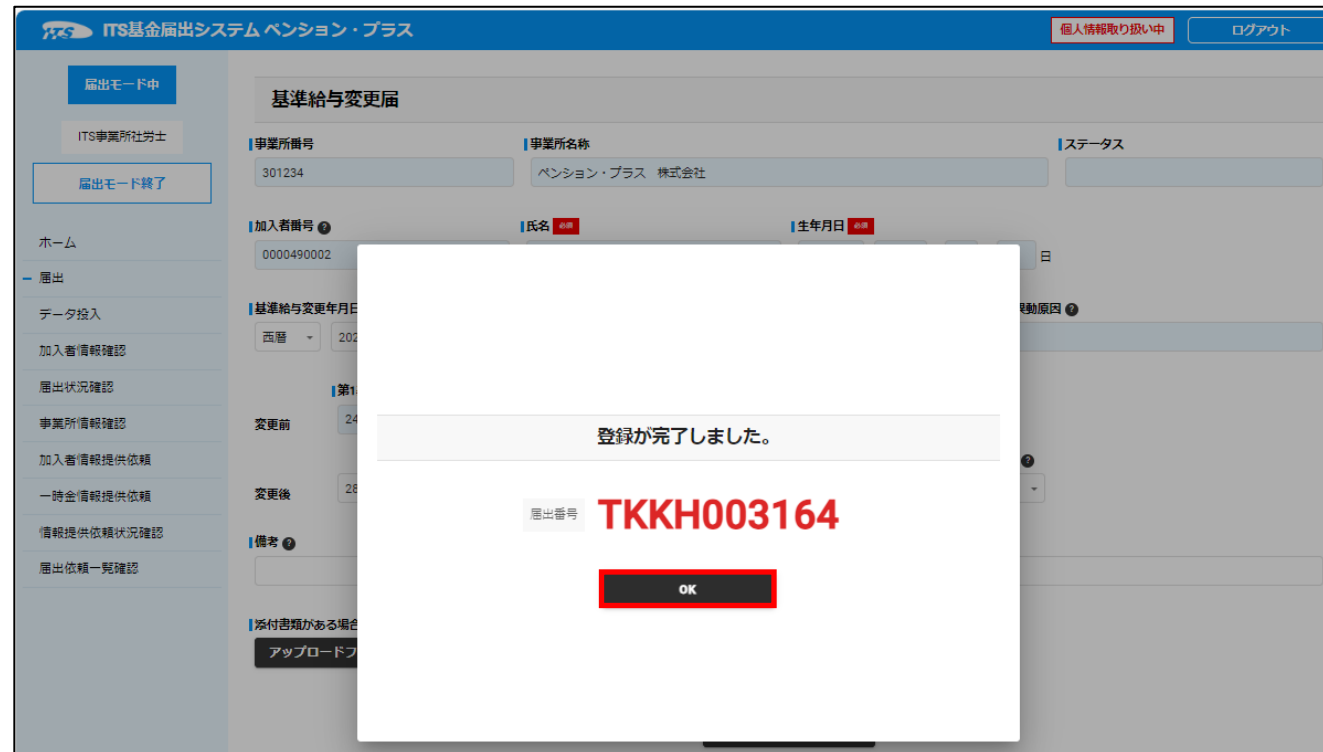 ITS基金届出システム ペンション・プラス
個人情報取り扱い中
ログアウト
届出モード中
ITS事業所社労士
届出モード終了
ホーム
届出
データ投入
加入者情報確認
届出状況確認
事業所情報確認
加入者情報提供依頼
一時金情報提供依頼
情報提供依頼状況確認
届出依頼一覧確認
基準給与変更届
事業所番号 事業所名称 ステータス
301234 ペンション・プラス 株式会社
加入者番号 氏名 必須 生年月日 必須
0000490002 日
基準給与変更年月日 異動原因
西暦 202
第1
変更前 24
変更後 28
備考
添付書類がある場合
アップロードフ
登録が完了しました。
届出番号 TKKH003164
OK